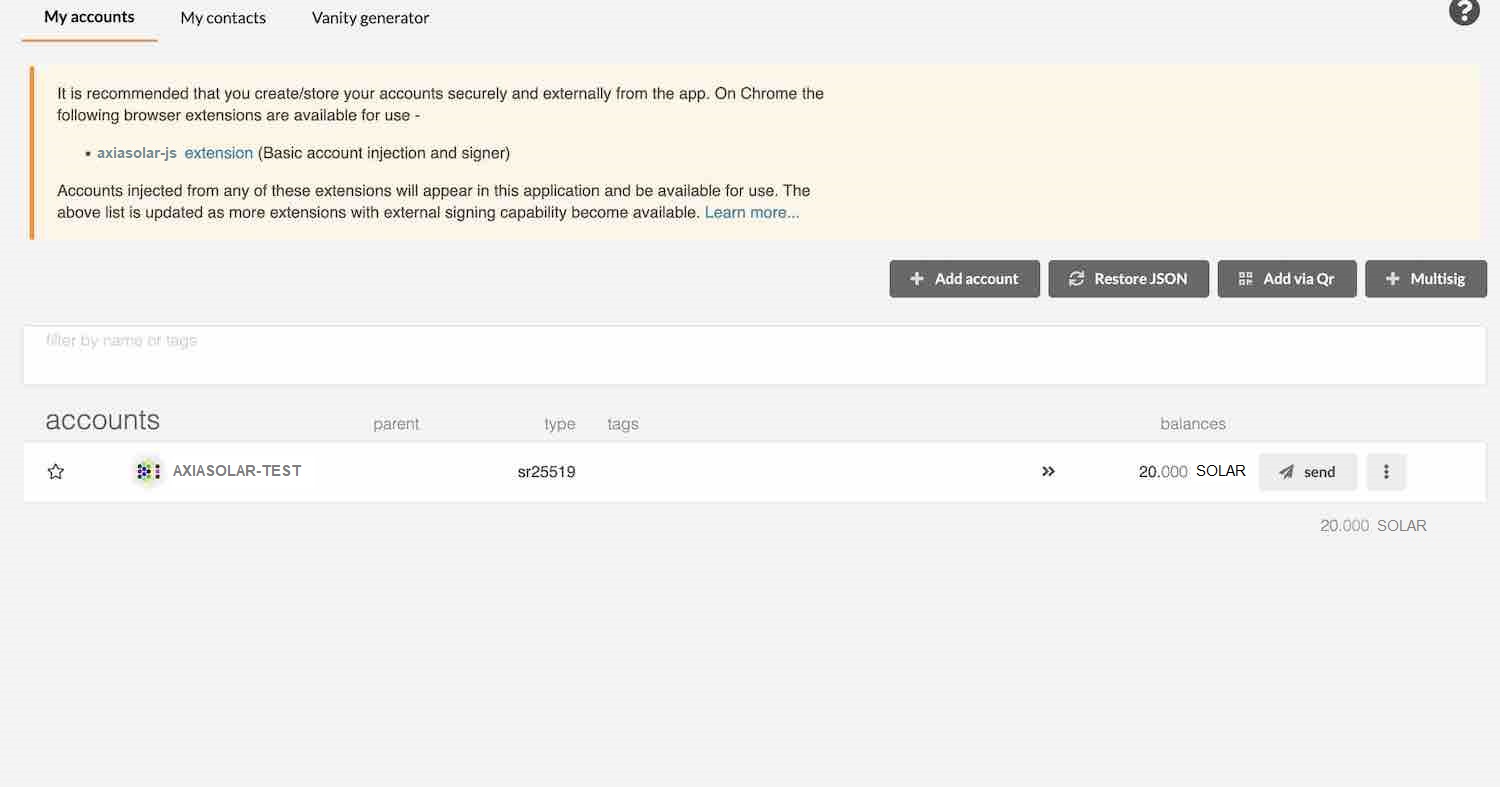 My accounts My contacts Vanity generator ?
It is recommended that you create/store your accounts securely and externally from the app. On Chrome the
following browser extensions are available for use -
• axiasolar-js extension (Basic account injection and signer)
Accounts injected from any of these extensions will appear in this application and be available for use. The
above list is updated as more extensions with external signing capability become available. Learn more...
+ Add account Restore JSON Add via Qr + Multisig
filter by name or tags
accounts parent type tags balances
AXIASOLAR-TEST sr25519 » 20.000 SOLAR send
20.000 SOLAR